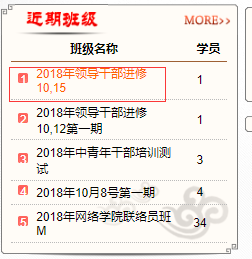 近期班级 MORE>>
班级名称 学员
1 2018年领导干部进修 1
10,15
2 2018年领导干部进修 1
10,12第一期
3 2018年中青年干部培训测 3
试
4 2018年10月8号第一期 4
5 2018年网络学院联络员班 34
M